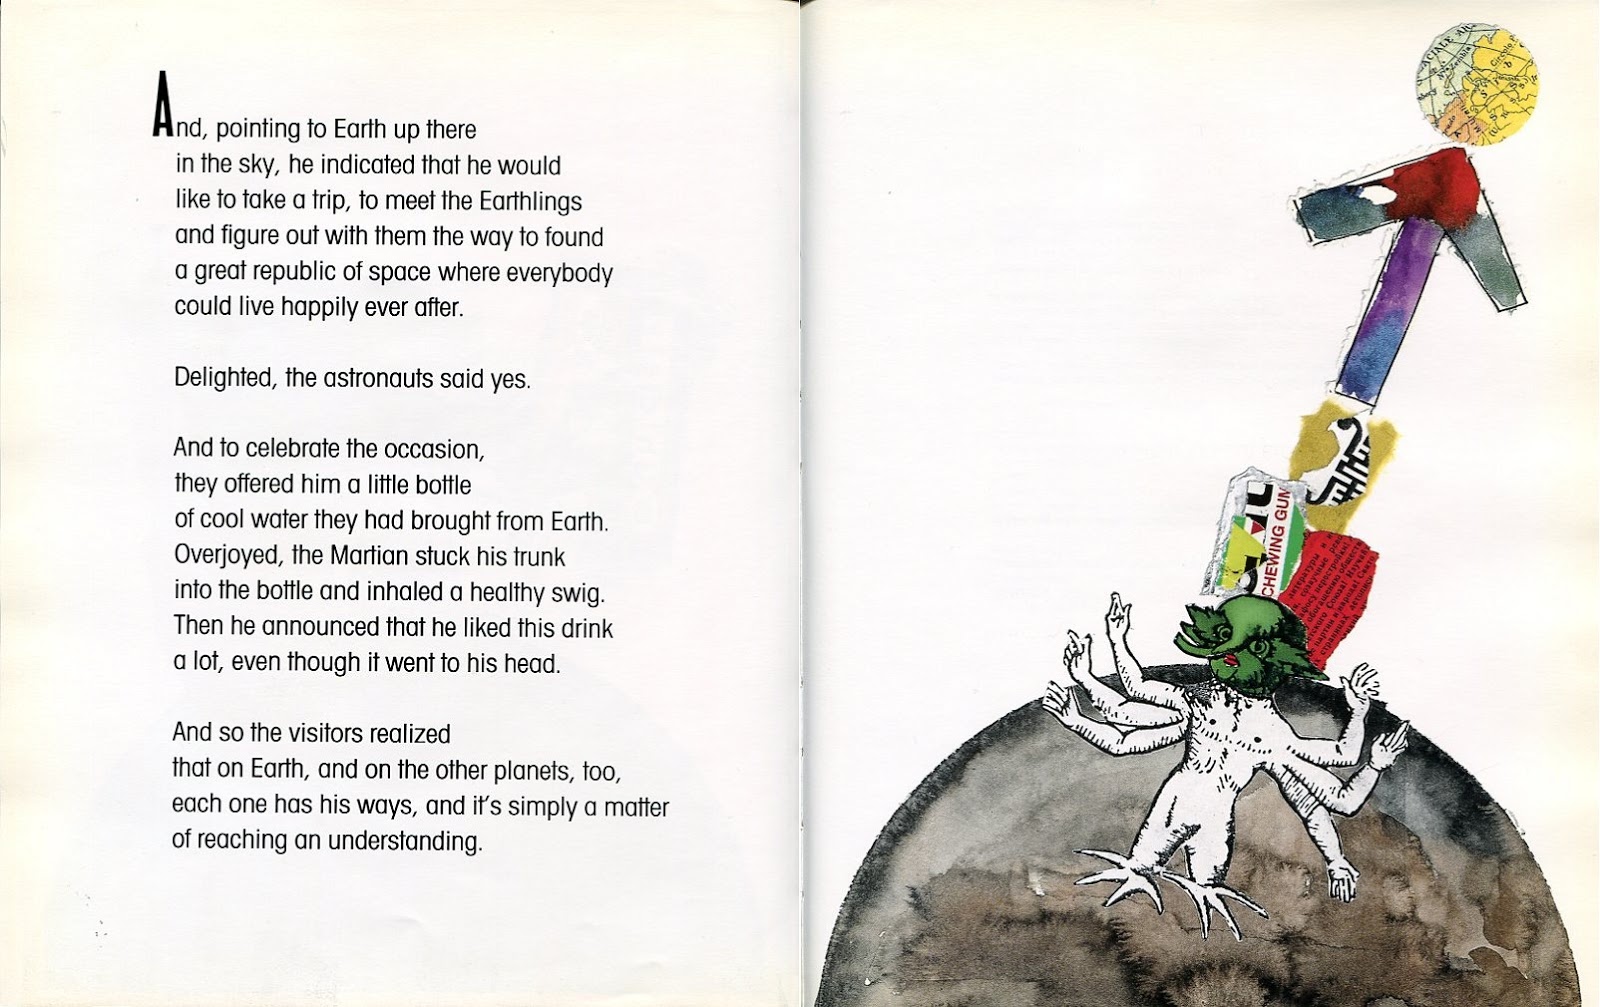 And, pointing to Earth up there
in the sky, he indicated that he would
like to take a trip, to meet the Earthlings
and figure out with them the way to found
a great republic of space where everybody
could live happily ever after.
Delighted, the astronauts said yes.
And to celebrate the occasion,
they offered him a little bottle
of cool water they had brought from Earth.
Overjoyed, the Martian stuck his trunk
into the bottle and inhaled a healthy swig.
Then he announced that he liked this drink
a lot, even though it went to his head.
And so the visitors realized
that on Earth, and on the other planets, too,
each one has his ways, and it's simply a matter
of reaching an understanding.
CHEWING GUM